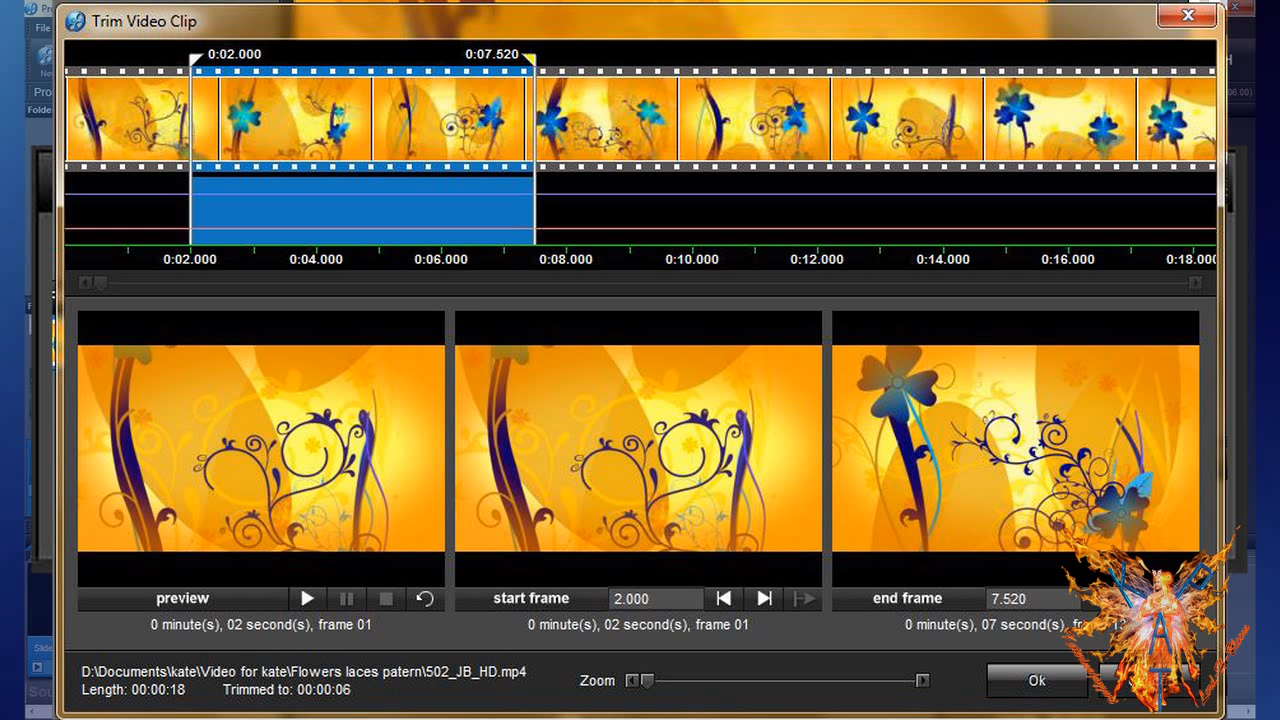 Trim Video Clip
File
Pro
Folde
0:02.000 0:07.520
0:02.000 0:04.000 0:06.000 0:08.000 0:10.000 0:12.000 0:14.000 0:16.000 0:18.000
preview
start frame 2.000
end frame 7.520
0 minute(s), 02 second(s), frame 01
0 minute(s), 02 second(s), frame 01
0 minute(s), 07 second(s), fr
D:\Documents\kate\Video for kate\Flowers laces patern\502_JB_HD.mp4
Length: 00:00:18 Trimmed to: 00:00:06
Zoom
Ok
Slide